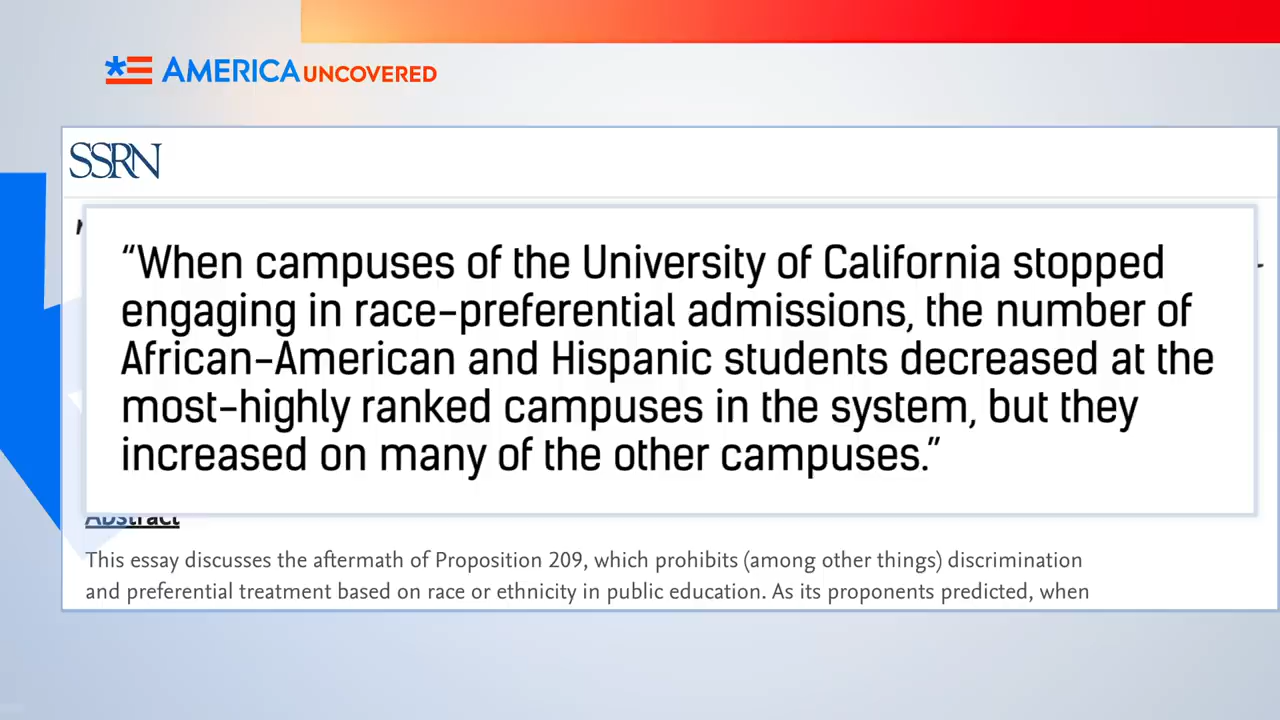 AMERICA UNCOVERED
SSRN
“When campuses of the University of California stopped
engaging in race-preferential admissions, the number of
African-American and Hispanic students decreased at the
most-highly ranked campuses in the system, but they
increased on many of the other campuses.”
Abstract
This essay discusses the aftermath of Proposition 209, which prohibits (among other things) discrimination
and preferential treatment based on race or ethnicity in public education. As its proponents predicted, when